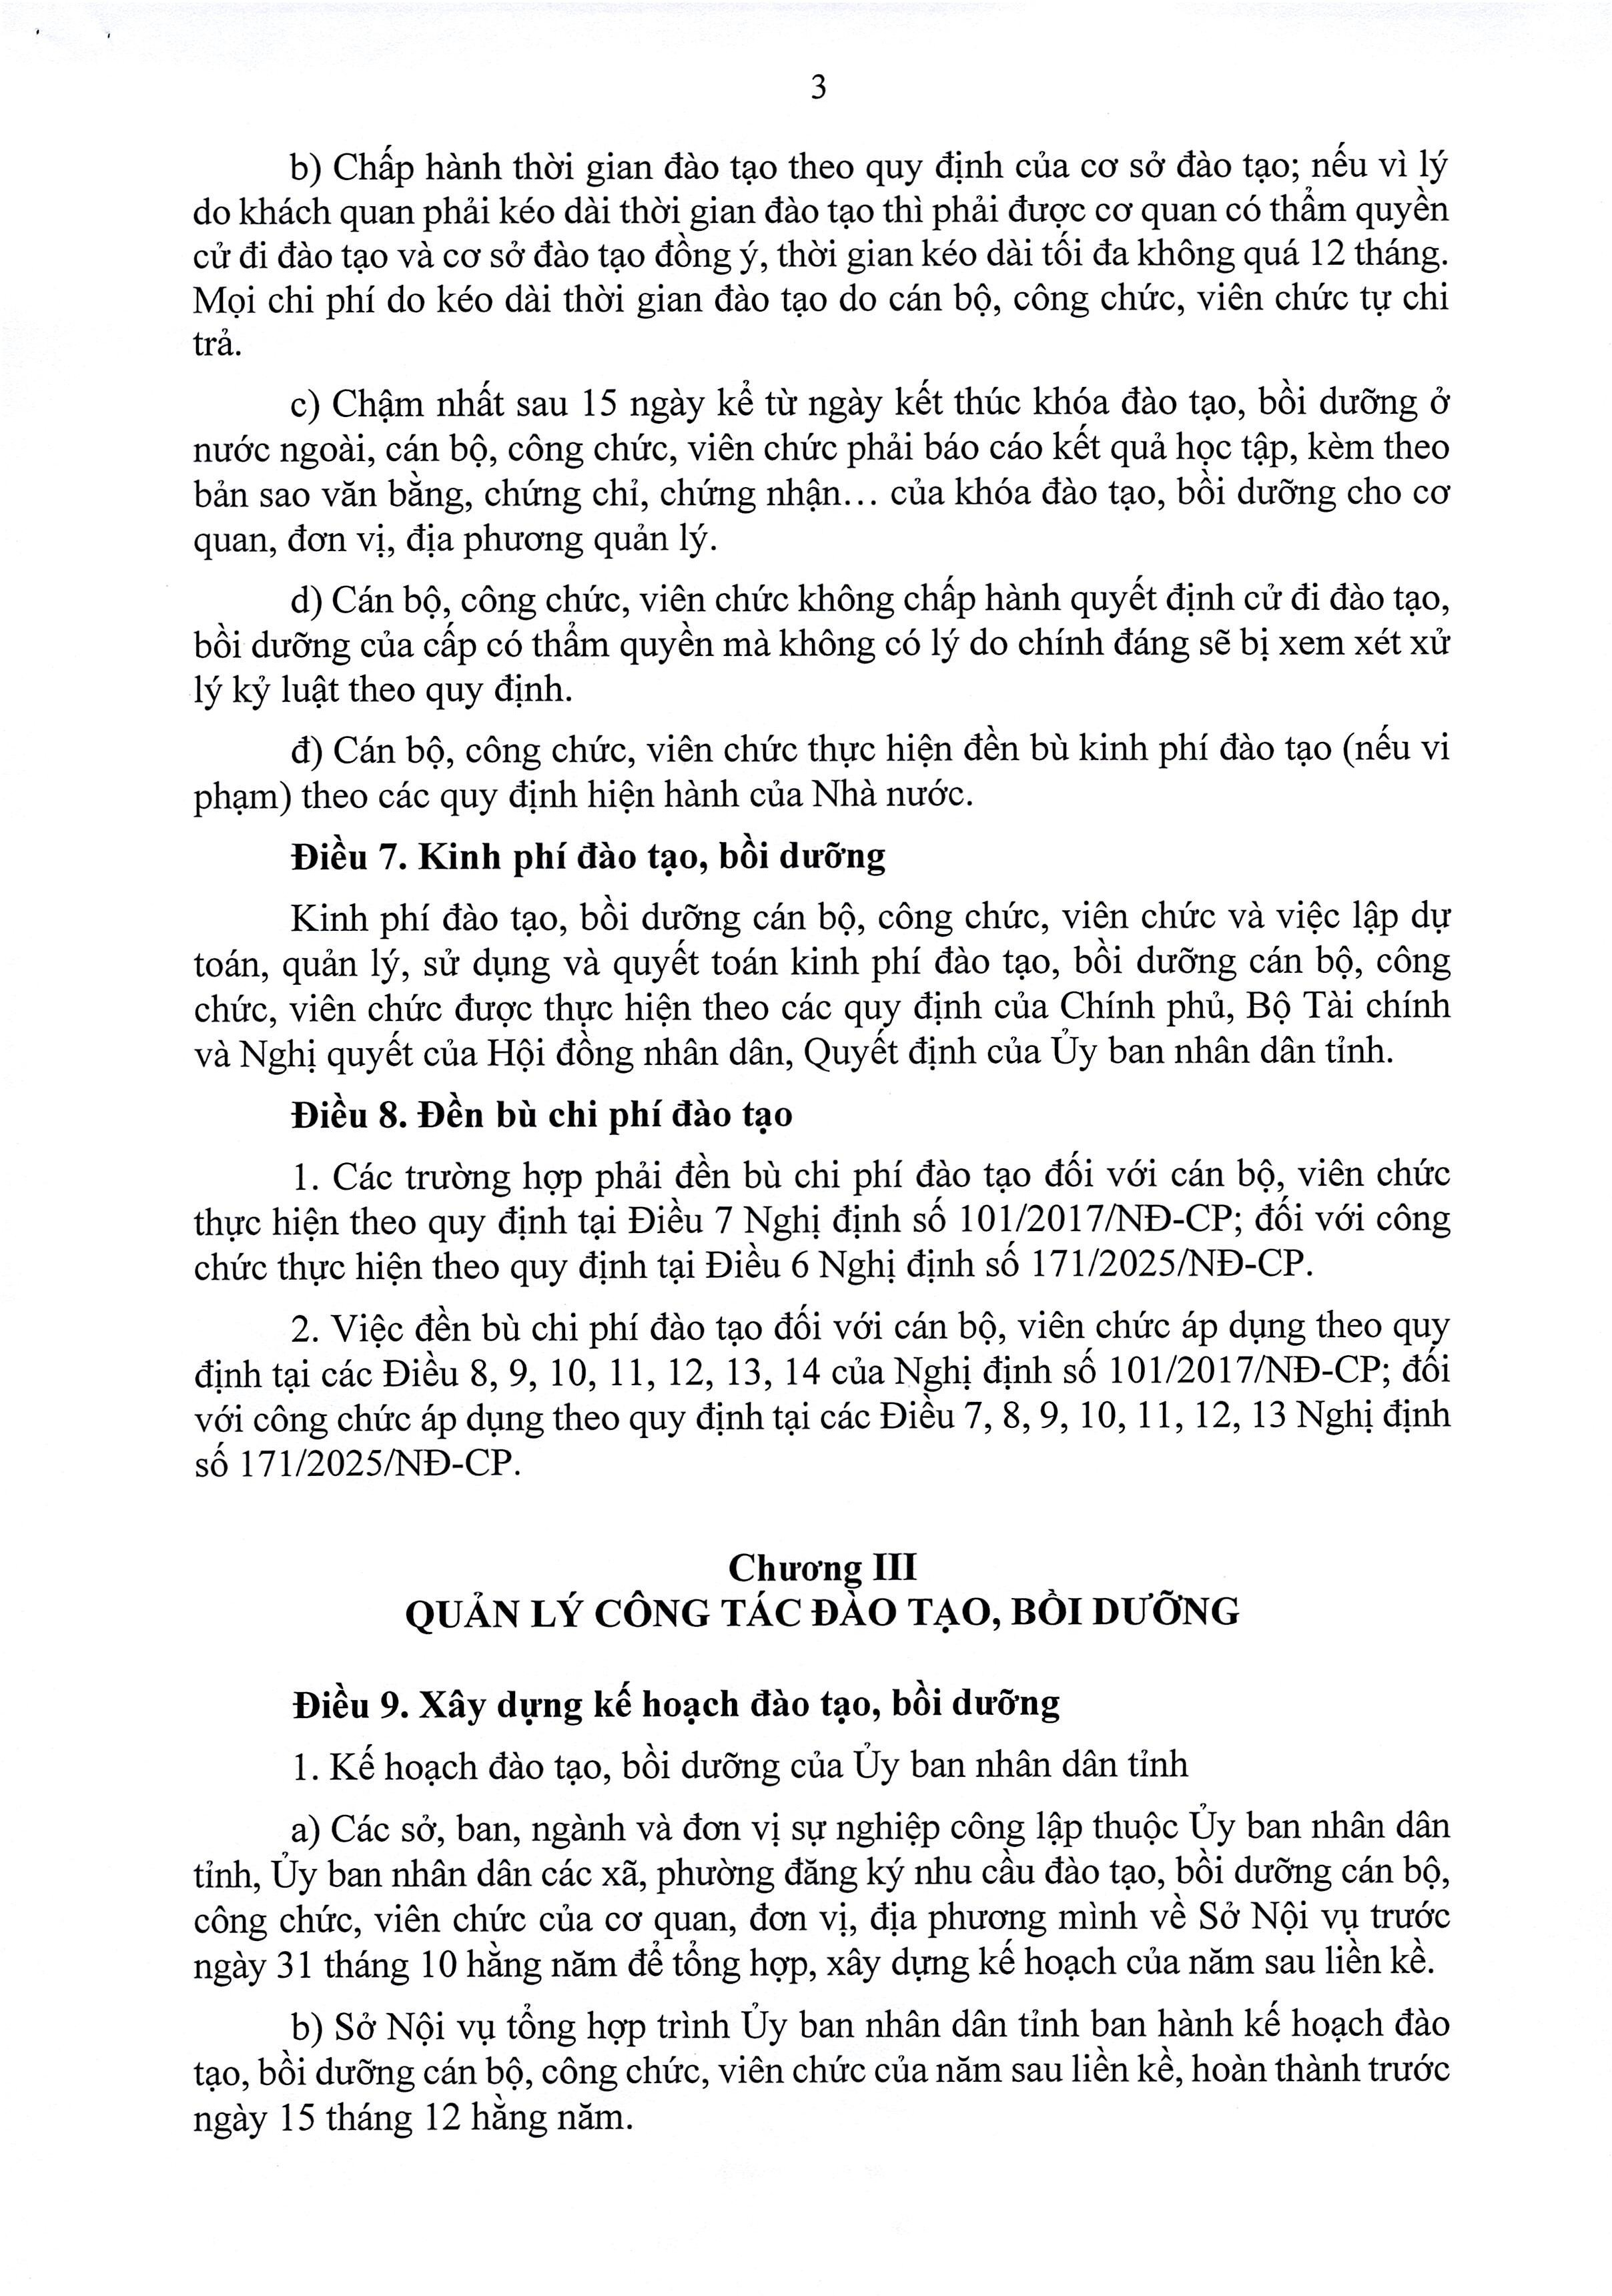 3
b) Chấp hành thời gian đào tạo theo quy định của cơ sở đào tạo; nếu vì lý
do khách quan phải kéo dài thời gian đào tạo thì phải được cơ quan có thẩm quyền
cử đi đào tạo và cơ sở đào tạo đồng ý, thời gian kéo dài tối đa không quá 12 tháng.
Mọi chi phí do kéo dài thời gian đào tạo do cán bộ, công chức, viên chức tự chi
trả.
c) Chậm nhất sau 15 ngày kể từ ngày kết thúc khóa đào tạo, bồi dưỡng ở
nước ngoài, cán bộ, công chức, viên chức phải báo cáo kết quả học tập, kèm theo
bản sao văn bằng, chứng chỉ, chứng nhận... của khóa đào tạo, bồi dưỡng cho cơ
quan, đơn vị, địa phương quản lý.
d) Cán bộ, công chức, viên chức không chấp hành quyết định cử đi đào tạo,
bồi dưỡng của cấp có thẩm quyền mà không có lý do chính đáng sẽ bị xem xét xử
lý kỷ luật theo quy định.
đ) Cán bộ, công chức, viên chức thực hiện đền bù kinh phí đào tạo (nếu vi
phạm) theo các quy định hiện hành của Nhà nước.
Điều 7. Kinh phí đào tạo, bồi dưỡng
Kinh phí đào tạo, bồi dưỡng cán bộ, công chức, viên chức và việc lập dự
toán, quản lý, sử dụng và quyết toán kinh phí đào tạo, bồi dưỡng cán bộ, công
chức, viên chức được thực hiện theo các quy định của Chính phủ, Bộ Tài chính
và Nghị quyết của Hội đồng nhân dân, Quyết định của Ủy ban nhân dân tỉnh.
Điều 8. Đền bù chi phí đào tạo
1. Các trường hợp phải đền bù chi phí đào tạo đối với cán bộ, viên chức
thực hiện theo quy định tại Điều 7 Nghị định số 101/2017/NĐ-CP; đối với công
chức thực hiện theo quy định tại Điều 6 Nghị định số 171/2025/NĐ-CP.
2. Việc đền bù chi phí đào tạo đối với cán bộ, viên chức áp dụng theo quy
định tại các Điều 8, 9, 10, 11, 12, 13, 14 của Nghị định số 101/2017/NĐ-CP; đối
với công chức áp dụng theo quy định tại các Điều 7, 8, 9, 10, 11, 12, 13 Nghị định
số 171/2025/NĐ-CP.
Chương III
QUẢN LÝ CÔNG TÁC ĐÀO TẠO, BỒI DƯỠNG
Điều 9. Xây dựng kế hoạch đào tạo, bồi dưỡng
1. Kế hoạch đào tạo, bồi dưỡng của Ủy ban nhân dân tỉnh
a) Các sở, ban, ngành và đơn vị sự nghiệp công lập thuộc Ủy ban nhân dân
tỉnh, Ủy ban nhân dân các xã, phường đăng ký nhu cầu đào tạo, bồi dưỡng cán bộ,
công chức, viên chức của cơ quan, đơn vị, địa phương mình về Sở Nội vụ trước
ngày 31 tháng 10 hằng năm để tổng hợp, xây dựng kế hoạch của năm sau liền kề.
b) Sở Nội vụ tổng hợp trình Ủy ban nhân dân tỉnh ban hành kế hoạch đào
tạo, bồi dưỡng cán bộ, công chức, viên chức của năm sau liền kề, hoàn thành trước
ngày 15 tháng 12 hằng năm.